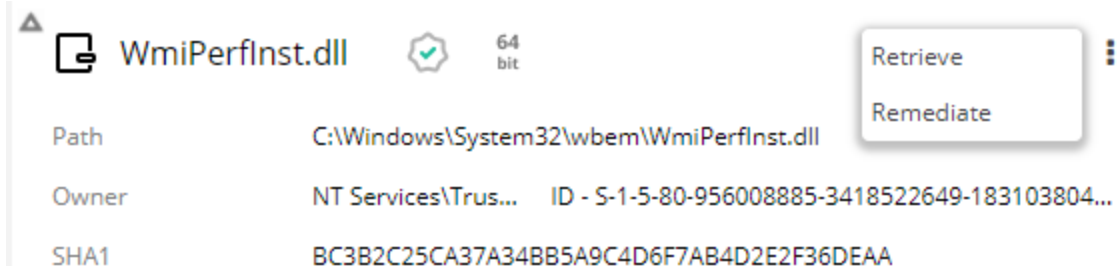 WmiPerfInst.dll
64
bit
Retrieve
Remediate
Path C:\Windows\System32\wbem\WmiPerfInst.dll
Owner NT Services\Trus... ID - S-1-5-80-956008885-3418522649-183103804...
SHA1 BC3B2C25CA37A34BB5A9C4D6F7AB4D2E2F36DEAA